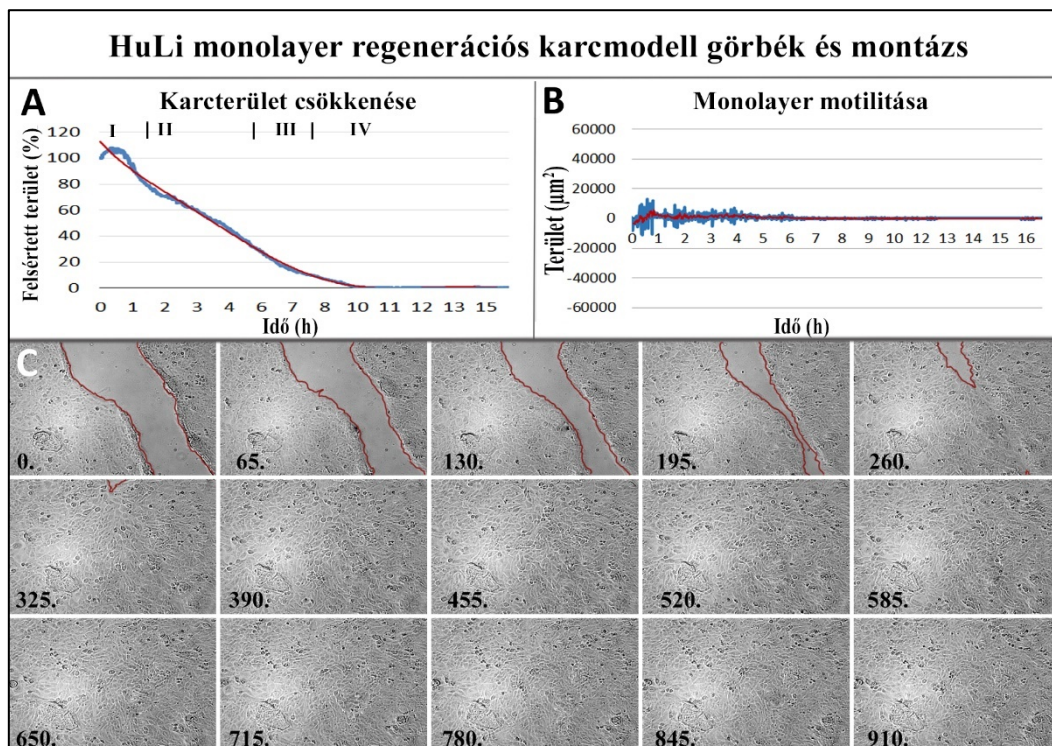 HuLi monolayer regenerációs karcmodell görbék és montázs
A
Karcterület csökkenése
I | II | III | IV
Felsértett terület (%)
120
100
80
60
40
20
0
0 1 2 3 4 6 7 8 10 11 12 13 15
Idő (h)
B
Monolayer motilitása
Terület (µm²)
60000
40000
20000
0
-20000
-40000
-60000
0 1 2 3 4 5 6 7 8 9 10 11 12 13 14 16
Idő (h)
C
0. 65. 130. 195. 260.
325. 390. 455. 520. 585.
650. 715. 780. 845. 910.